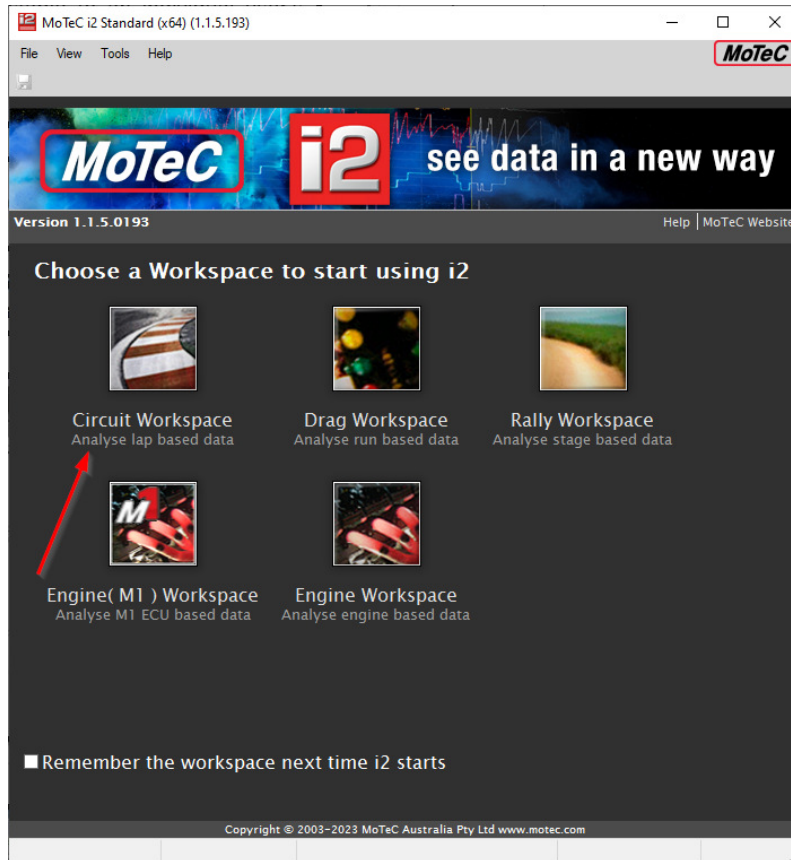 MoTeC i2 Standard (x64) (1.1.5.193)
File View Tools Help
MoTeC
MoTeC i2 see data in a new way
Version 1.1.5.0193 Help | MoTeC Website
Choose a Workspace to start using i2
Circuit Workspace Drag Workspace Rally Workspace
Analyse lap based data Analyse run based data Analyse stage based data
M1
Engine( M1 ) Workspace Engine Workspace
Analyse M1 ECU based data Analyse engine based data
Remember the workspace next time i2 starts
Copyright © 2003-2023 MoTeC Australia Pty Ltd www.motec.com